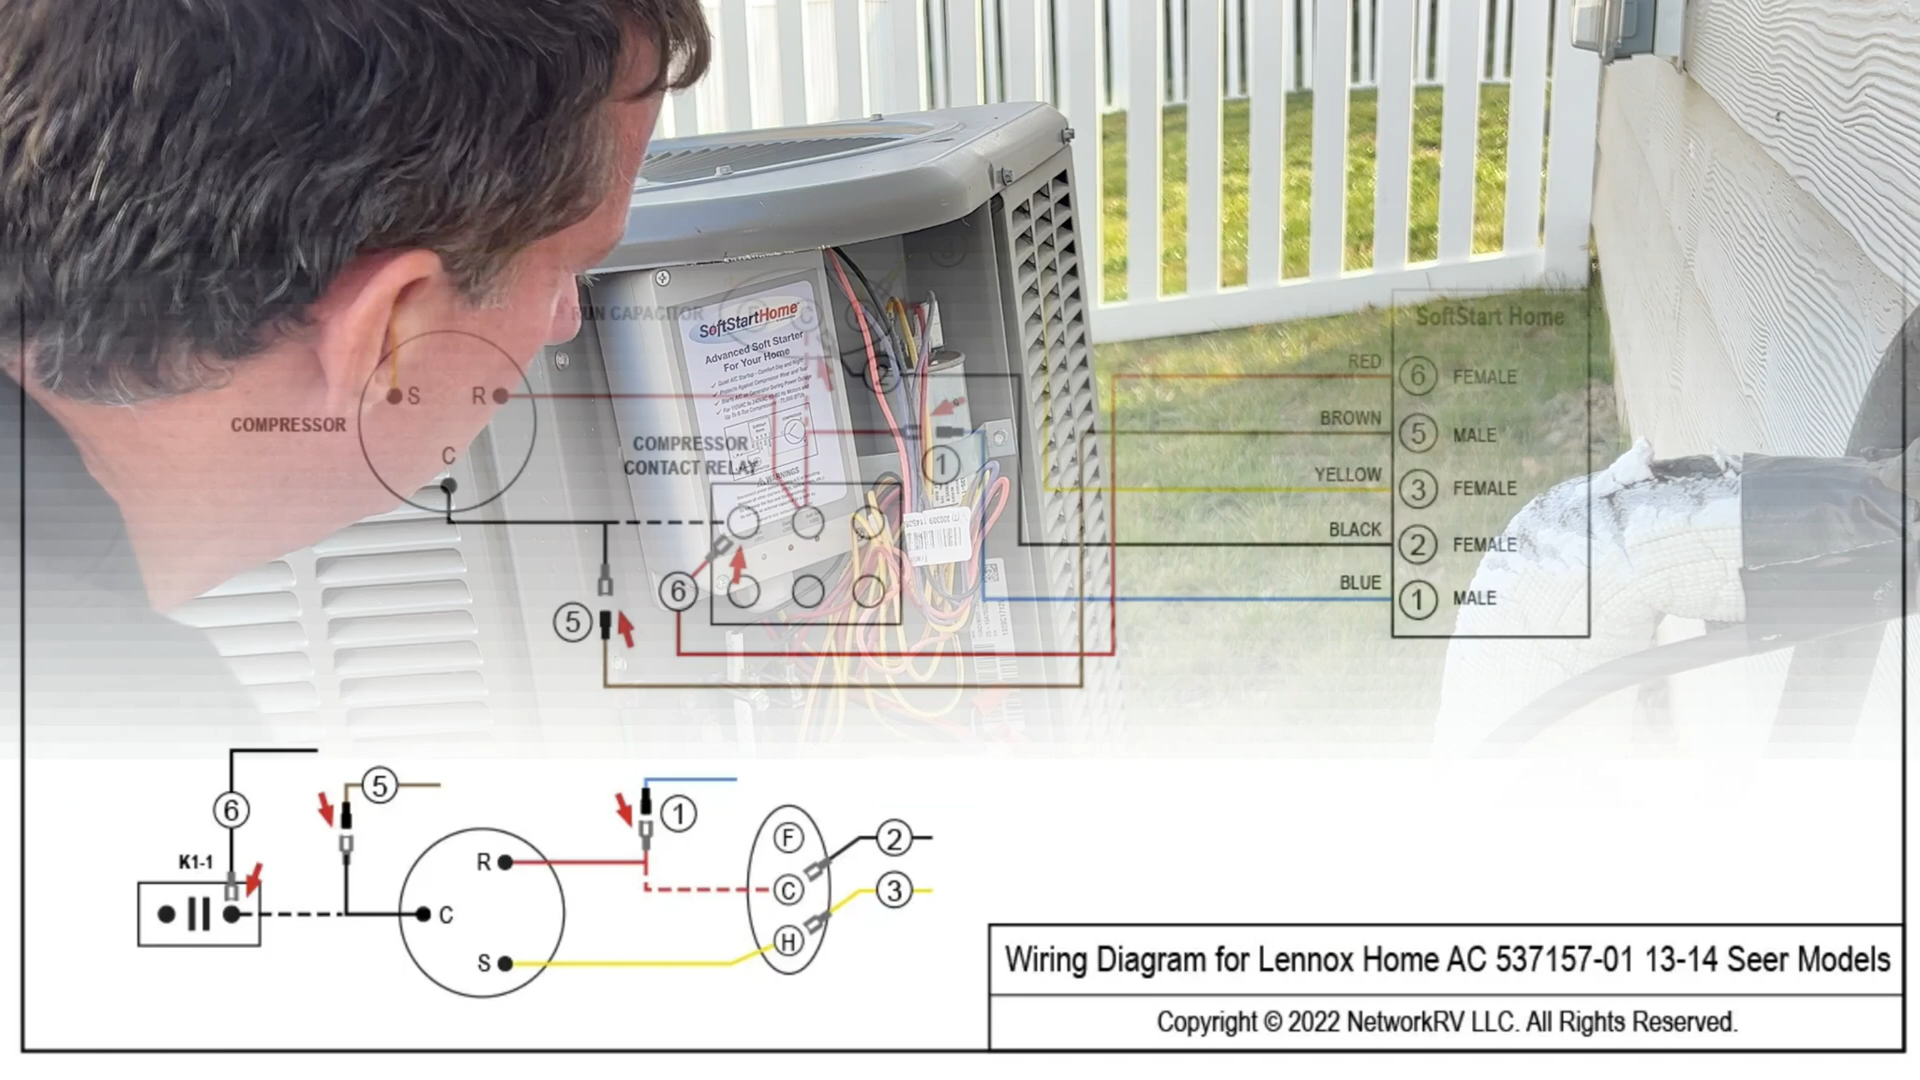 RUN CAPACITOR
SoftStartHome
Advanced Soft Starter
For Your Home
WARNINGS
C
2
1
COMPRESSOR
S
R
C
COMPRESSOR
CONTACT RELAY
6
5
SoftStart Home
RED 6 FEMALE
BROWN 5 MALE
YELLOW 3 FEMALE
BLACK 2 FEMALE
BLUE 1 MALE
6
5
K1-1
R
C
S
1
F
C
H
2
3
Wiring Diagram for Lennox Home AC 537157-01 13-14 Seer Models
Copyright © 2022 NetworkRV LLC. All Rights Reserved.